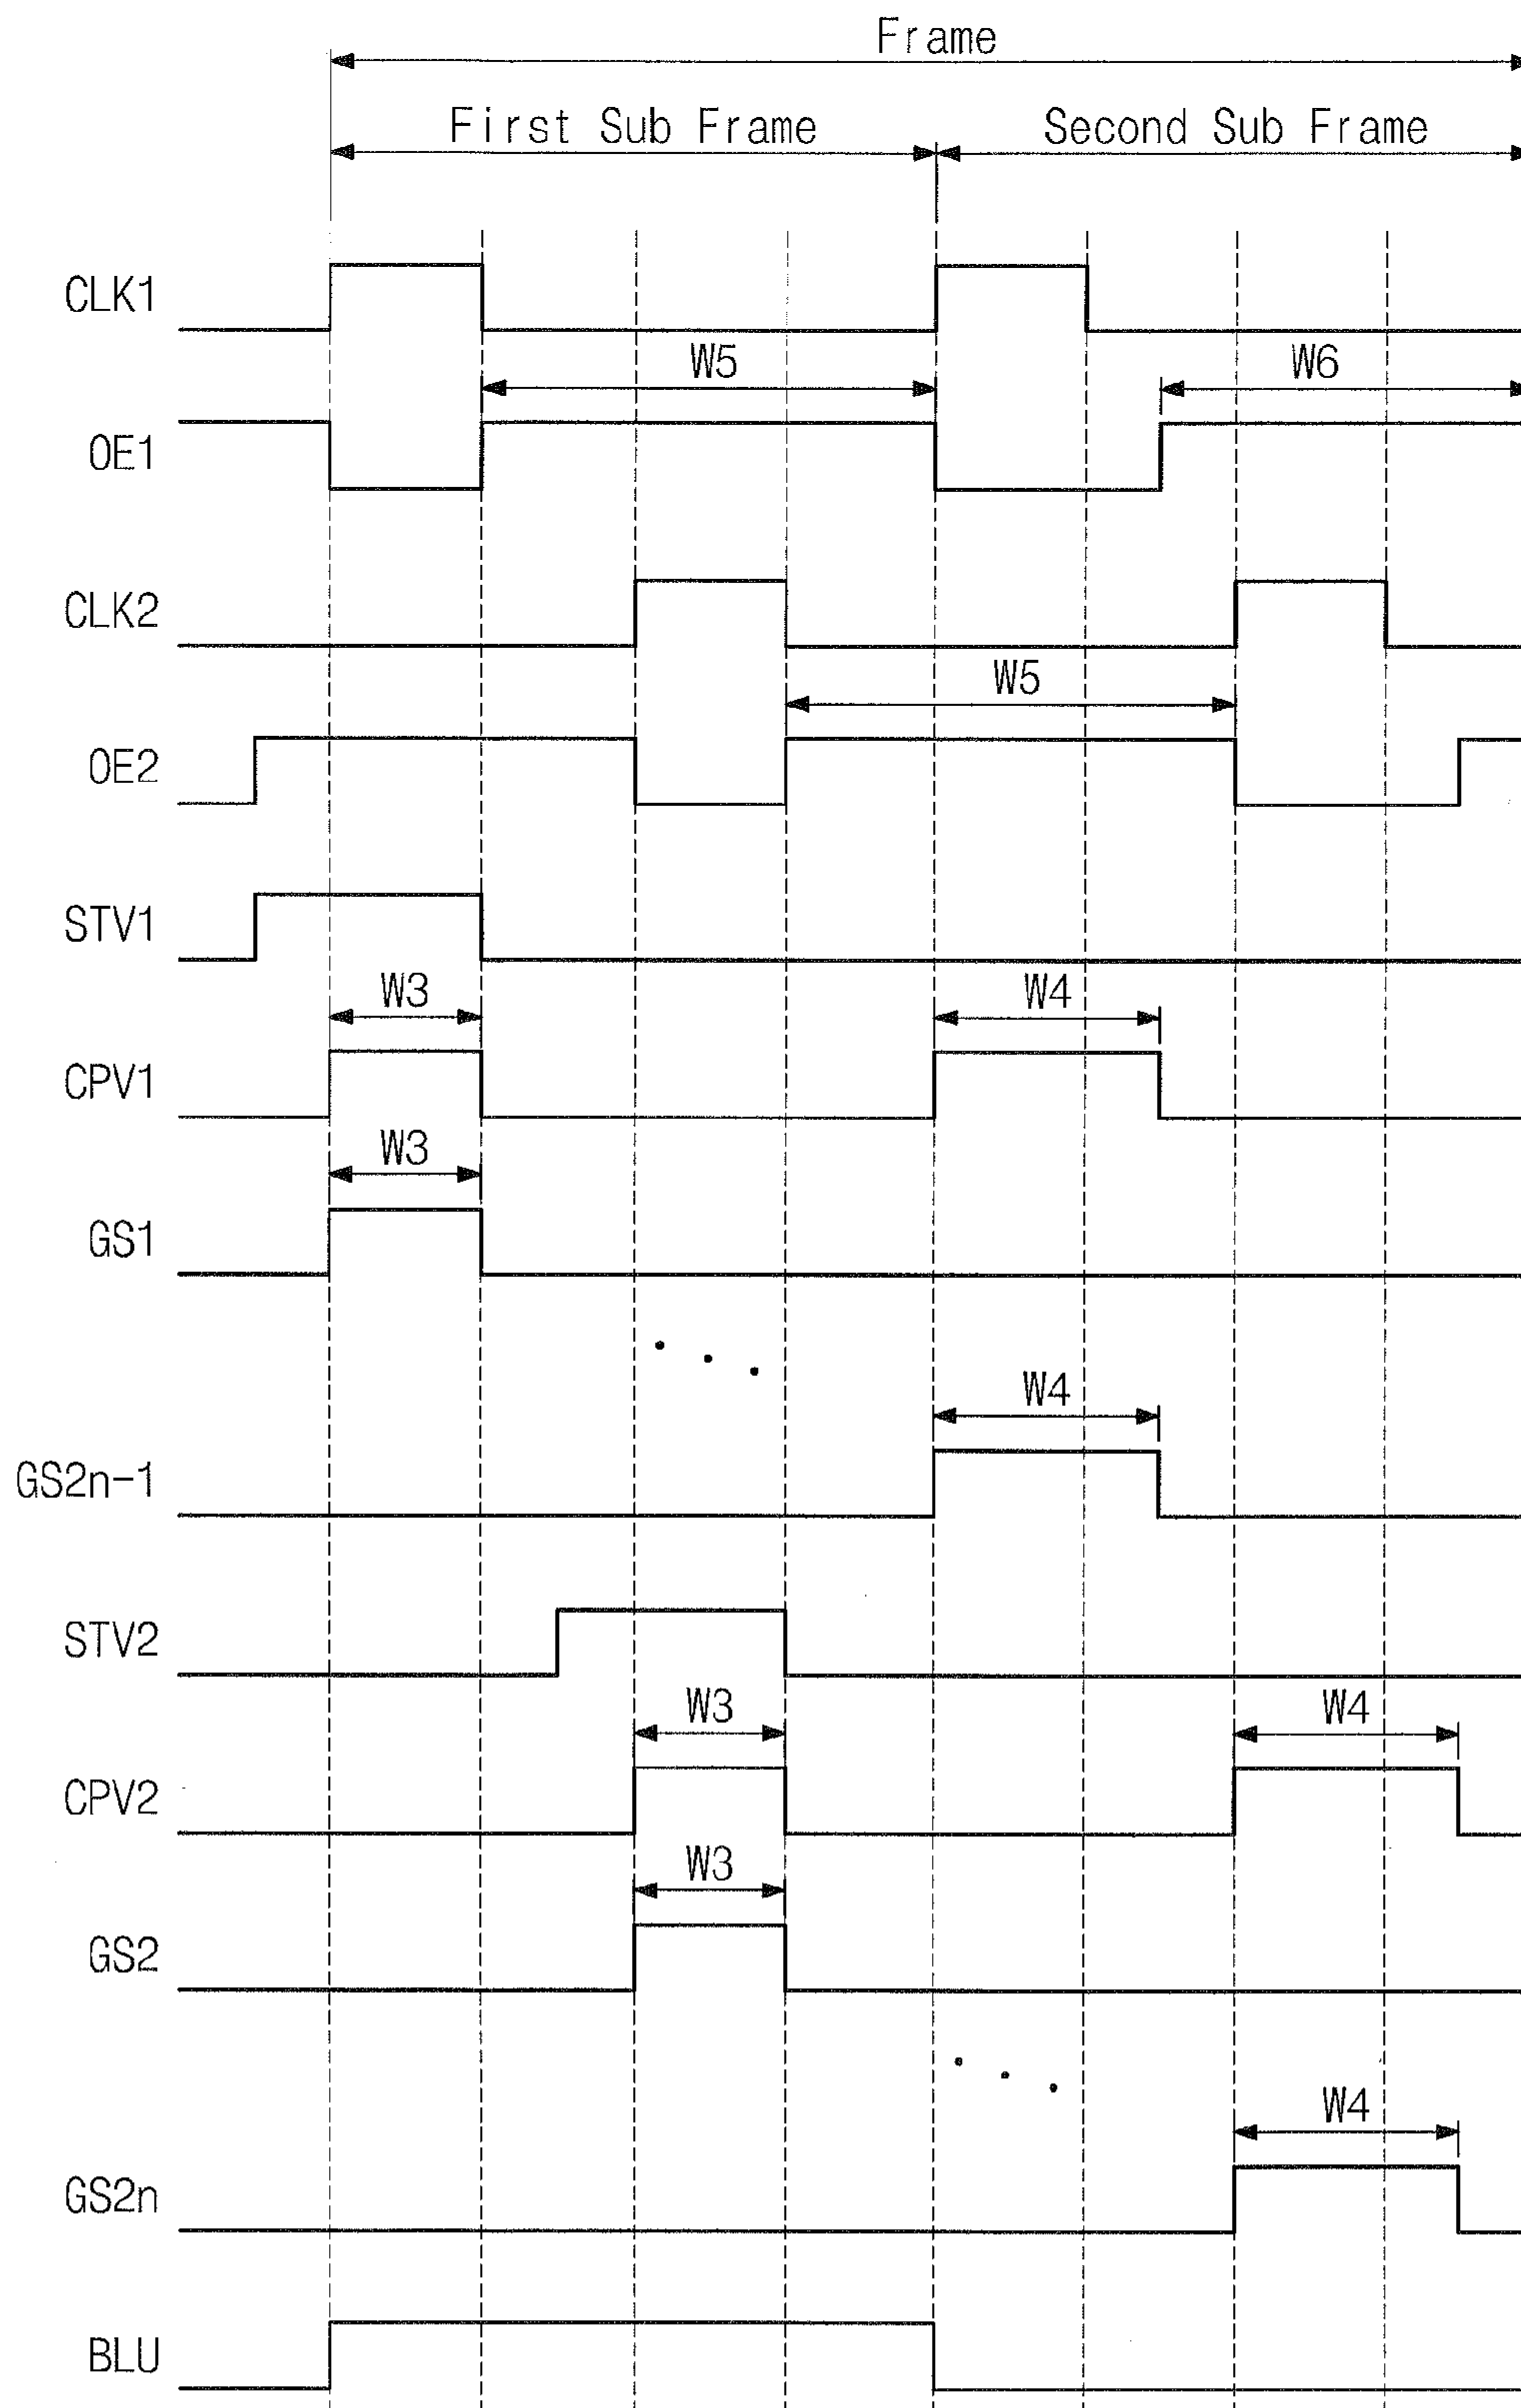 Frame
First Sub Frame
Second Sub Frame
CLK1
W5
W6
OE1
CLK2
W5
OE2
STV1
W3
W4
CPV1
W3
GS1
W4
GS2n-1
STV2
W3
W4
CPV2
W3
GS2
W4
GS2n
BLU